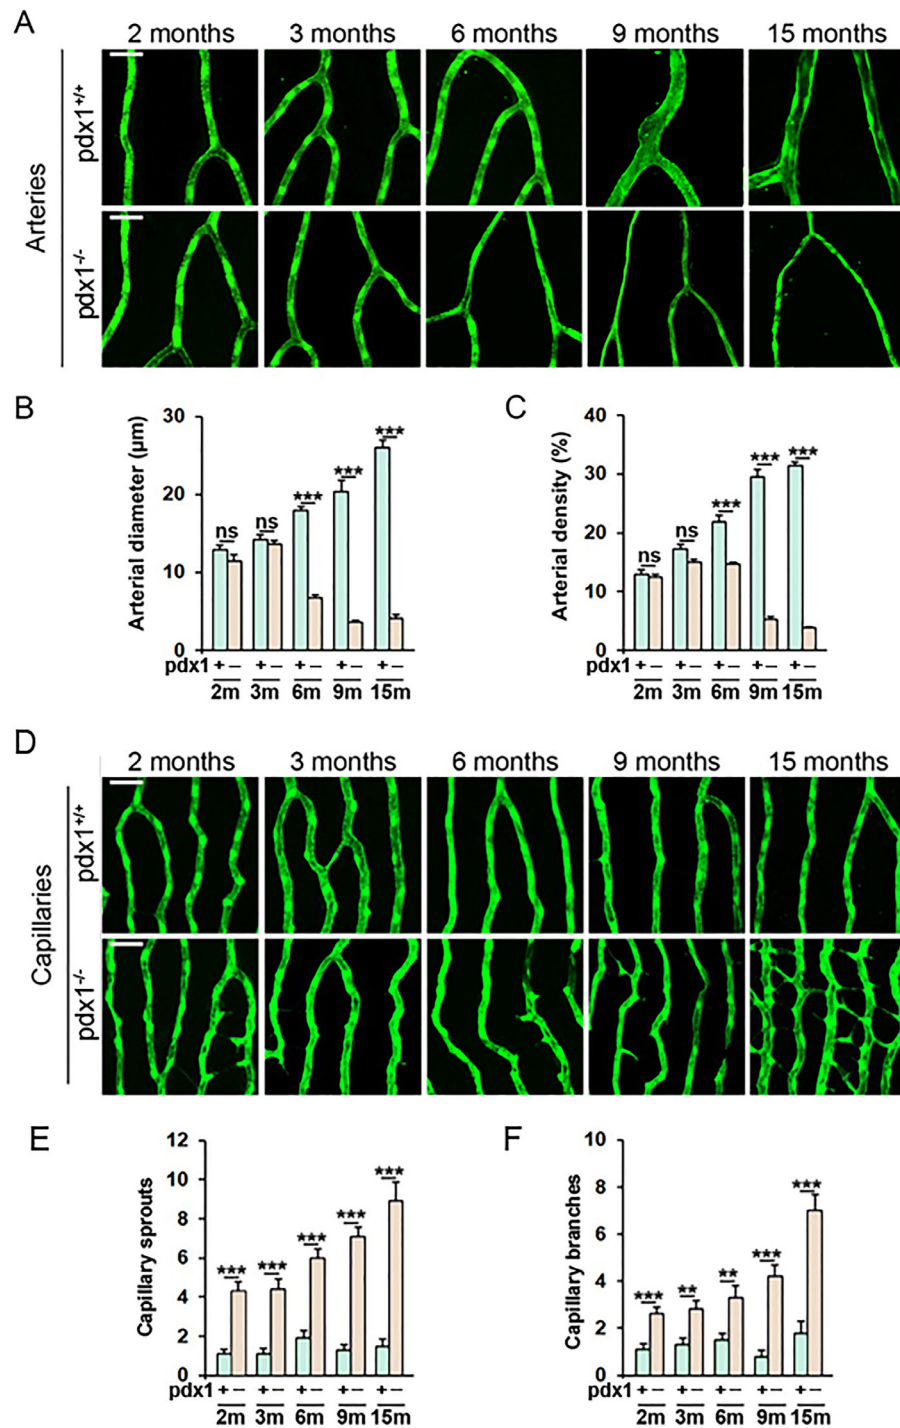 A
2 months 3 months 6 months 9 months 15 months
Arteries
pdx1+/+
pdx1-/-
B
Arterial diameter (µm)
30
20
10
0
ns ns *** *** ***
pdx1 + – + – + – + – + –
2m 3m 6m 9m 15m
C
Arterial density (%)
40
30
20
10
0
ns ns *** *** ***
pdx1 + – + – + – + – + –
2m 3m 6m 9m 15m
D
2 months 3 months 6 months 9 months 15 months
Capillaries
pdx1+/+
pdx1-/-
E
Capillary sprouts
12
10
8
6
4
2
0
*** *** *** *** ***
pdx1 + – + – + – + – + –
2m 3m 6m 9m 15m
F
Capillary branches
10
8
6
4
2
0
*** ** ** *** ***
pdx1 + – + – + – + – + –
2m 3m 6m 9m 15m